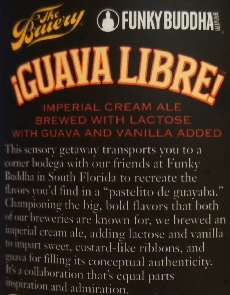 The Bruery FUNKY BUDDHA
¡GUAVA LIBRE!
IMPERIAL CREAM ALE
BREWED WITH LACTOSE
WITH GUAVA AND VANILLA ADDED
This sensory getaway transports you to a
corner bodega with our friends at Funky
Buddha in South Florida to recreate the
flavors you'd find in a "pastelito de guayaba."
Championing the big, bold flavors that both
of our breweries are known for, we brewed an
imperial cream ale, adding lactose and vanilla
to impart sweet, custard-like ribbons, and
guava for filling its conceptual authenticity.
It's a collaboration that's equal parts
inspiration and admiration.